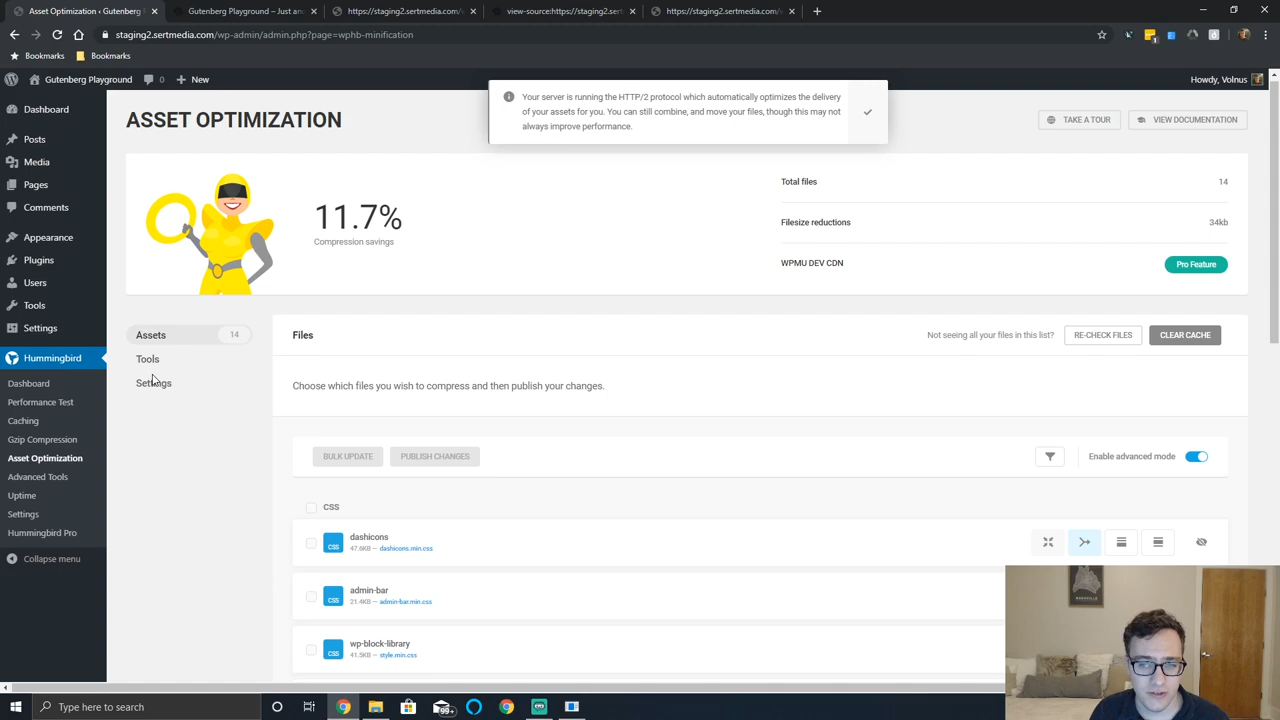 Asset Optimization ‹ Gutenberg Pl
Gutenberg Playground – Just ano
https://staging2.sertmedia.com/w
view-source:https://staging2.sert
https://staging2.sertmedia.com/w
staging2.sertmedia.com/wp-admin/admin.php?page=wphb-minification
Bookmarks Bookmarks
Gutenberg Playground 0 New Howdy, Volnus
Dashboard
Posts
Media
Pages
Comments
Appearance
Plugins
Users
Tools
Settings
Hummingbird
Dashboard
Performance Test
Caching
Gzip Compression
Asset Optimization
Advanced Tools
Uptime
Settings
Hummingbird Pro
Collapse menu
ASSET OPTIMIZATION
Your server is running the HTTP/2 protocol which automatically optimizes the delivery
of your assets for you. You can still combine, and move your files, though this may not
always improve performance.
TAKE A TOUR
VIEW DOCUMENTATION
11.7%
Compression savings
Total files 14
Filesize reductions 34kb
WPMU DEV CDN Pro Feature
Assets 14
Tools
Settings
Files
Not seeing all your files in this list? RE-CHECK FILES CLEAR CACHE
Choose which files you wish to compress and then publish your changes.
BULK UPDATE PUBLISH CHANGES Enable advanced mode
CSS
CSS
dashicons
47.6KB — dashicons.min.css
CSS
admin-bar
21.4KB — admin-bar.min.css
CSS
wp-block-library
41.5KB — style.min.css
NASHVILLE
Type here to search
99+